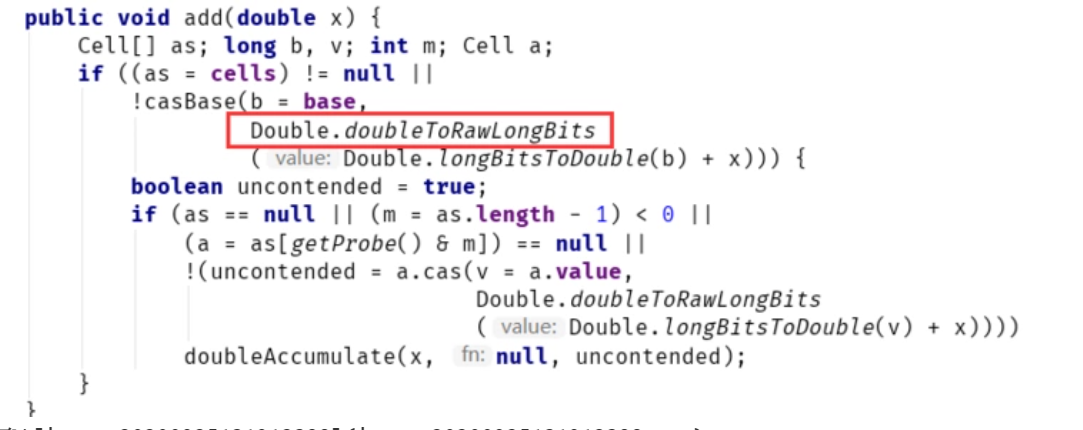 public void add(double x) {
Cell[] as; long b, v; int m; Cell a;
if ((as = cells) != null ||
!casBase(b = base,
Double.doubleToRawLongBits
( value: Double.longBitsToDouble(b) + x))) {
boolean uncontended = true;
if (as == null || (m = as.length - 1) < 0 ||
(a = as[getProbe() & m]) == null ||
!(uncontended = a.cas(v = a.value,
Double.doubleToRawLongBits
( value: Double.longBitsToDouble(v) + x))))
doubleAccumulate(x, fn: null, uncontended);
}
}